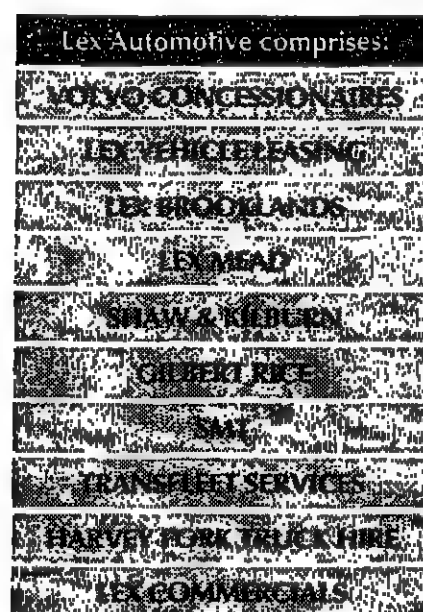 Lex Automotive comprises:
VOLVO CONCESSIONAIRES
LEX VEHICLE LEASING
LEX BROOKLANDS
LEX MEAD
SHAW & KILBURN
GILBERT RICE
SMT
TRANSFLEET SERVICES
HARVEY FORK TRUCK HIRE
LEX COMMERCIALS